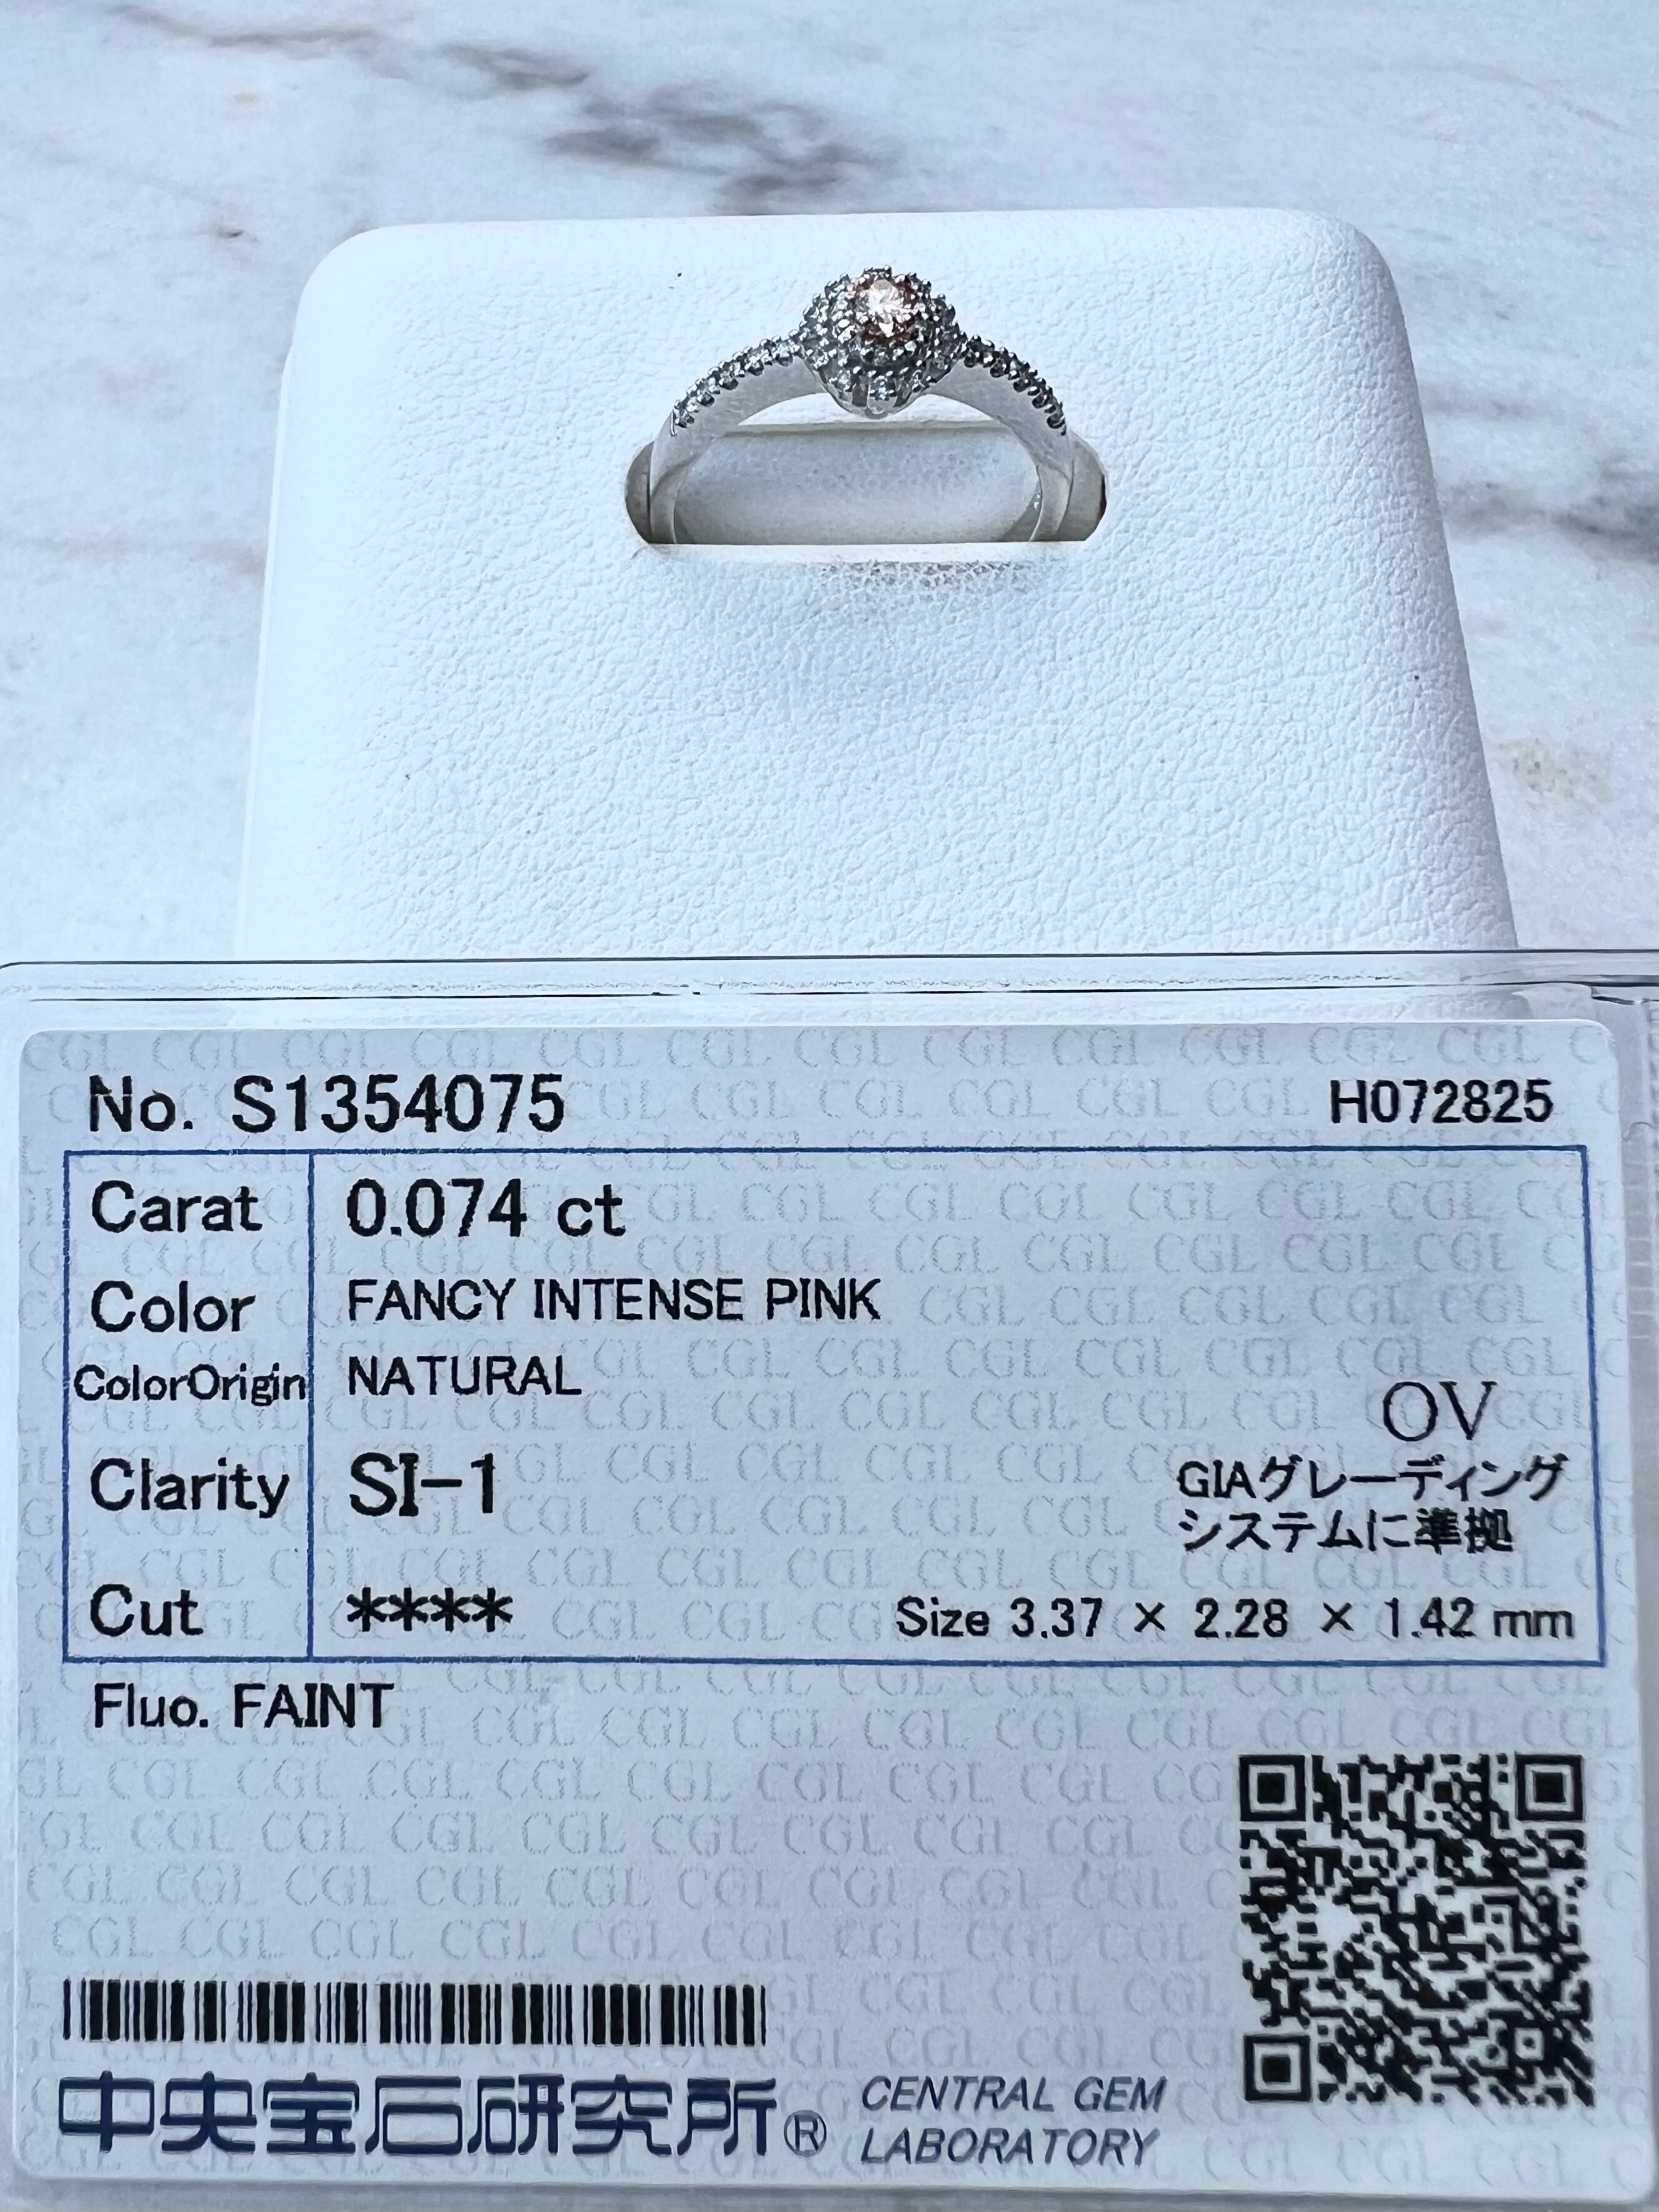 No. S1354075 H072825
Carat 0.074 ct
Color FANCY INTENSE PINK
ColorOrigin NATURAL
OV
Clarity SI-1
GIAグレーディング
システムに準拠
Cut **** Size 3.37 × 2.28 × 1.42 mm
Fluo. FAINT
中央宝石研究所® CENTRAL GEM
LABORATORY